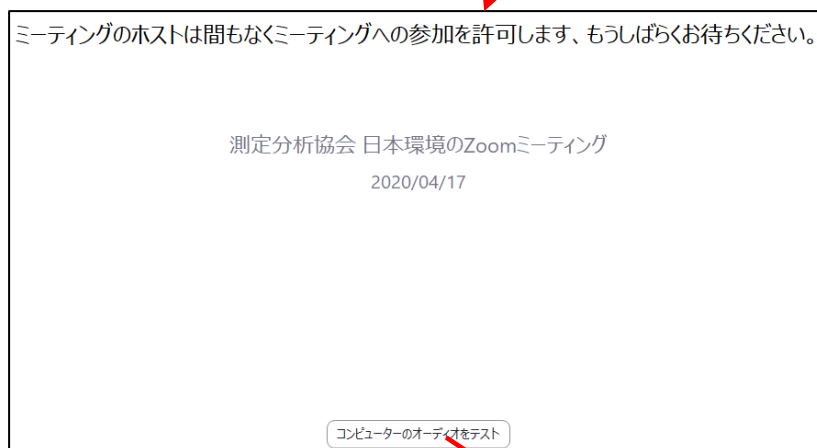 ミーティングのホストは間もなくミーティングへの参加を許可します、もうしばらくお待ちください。
測定分析協会 日本環境のZoomミーティング
2020/04/17
コンピューターのオーディオをテスト